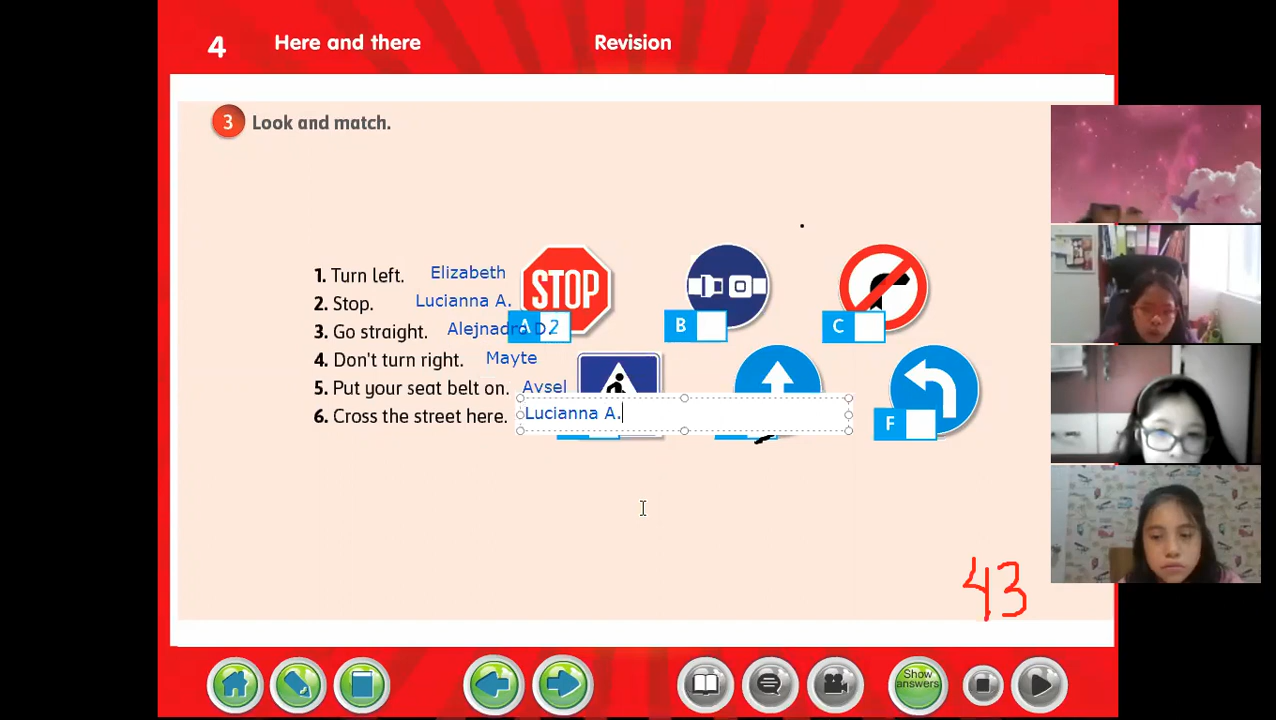 4 Here and there Revision
3 Look and match.
1. Turn left. Elizabeth
2. Stop. Lucianna A.
3. Go straight. Alejnadra D.
4. Don't turn right. Mayte
5. Put your seat belt on. Aysel
6. Cross the street here. Lucianna A.
STOP
A 2
B
C
F
43
Show
answers